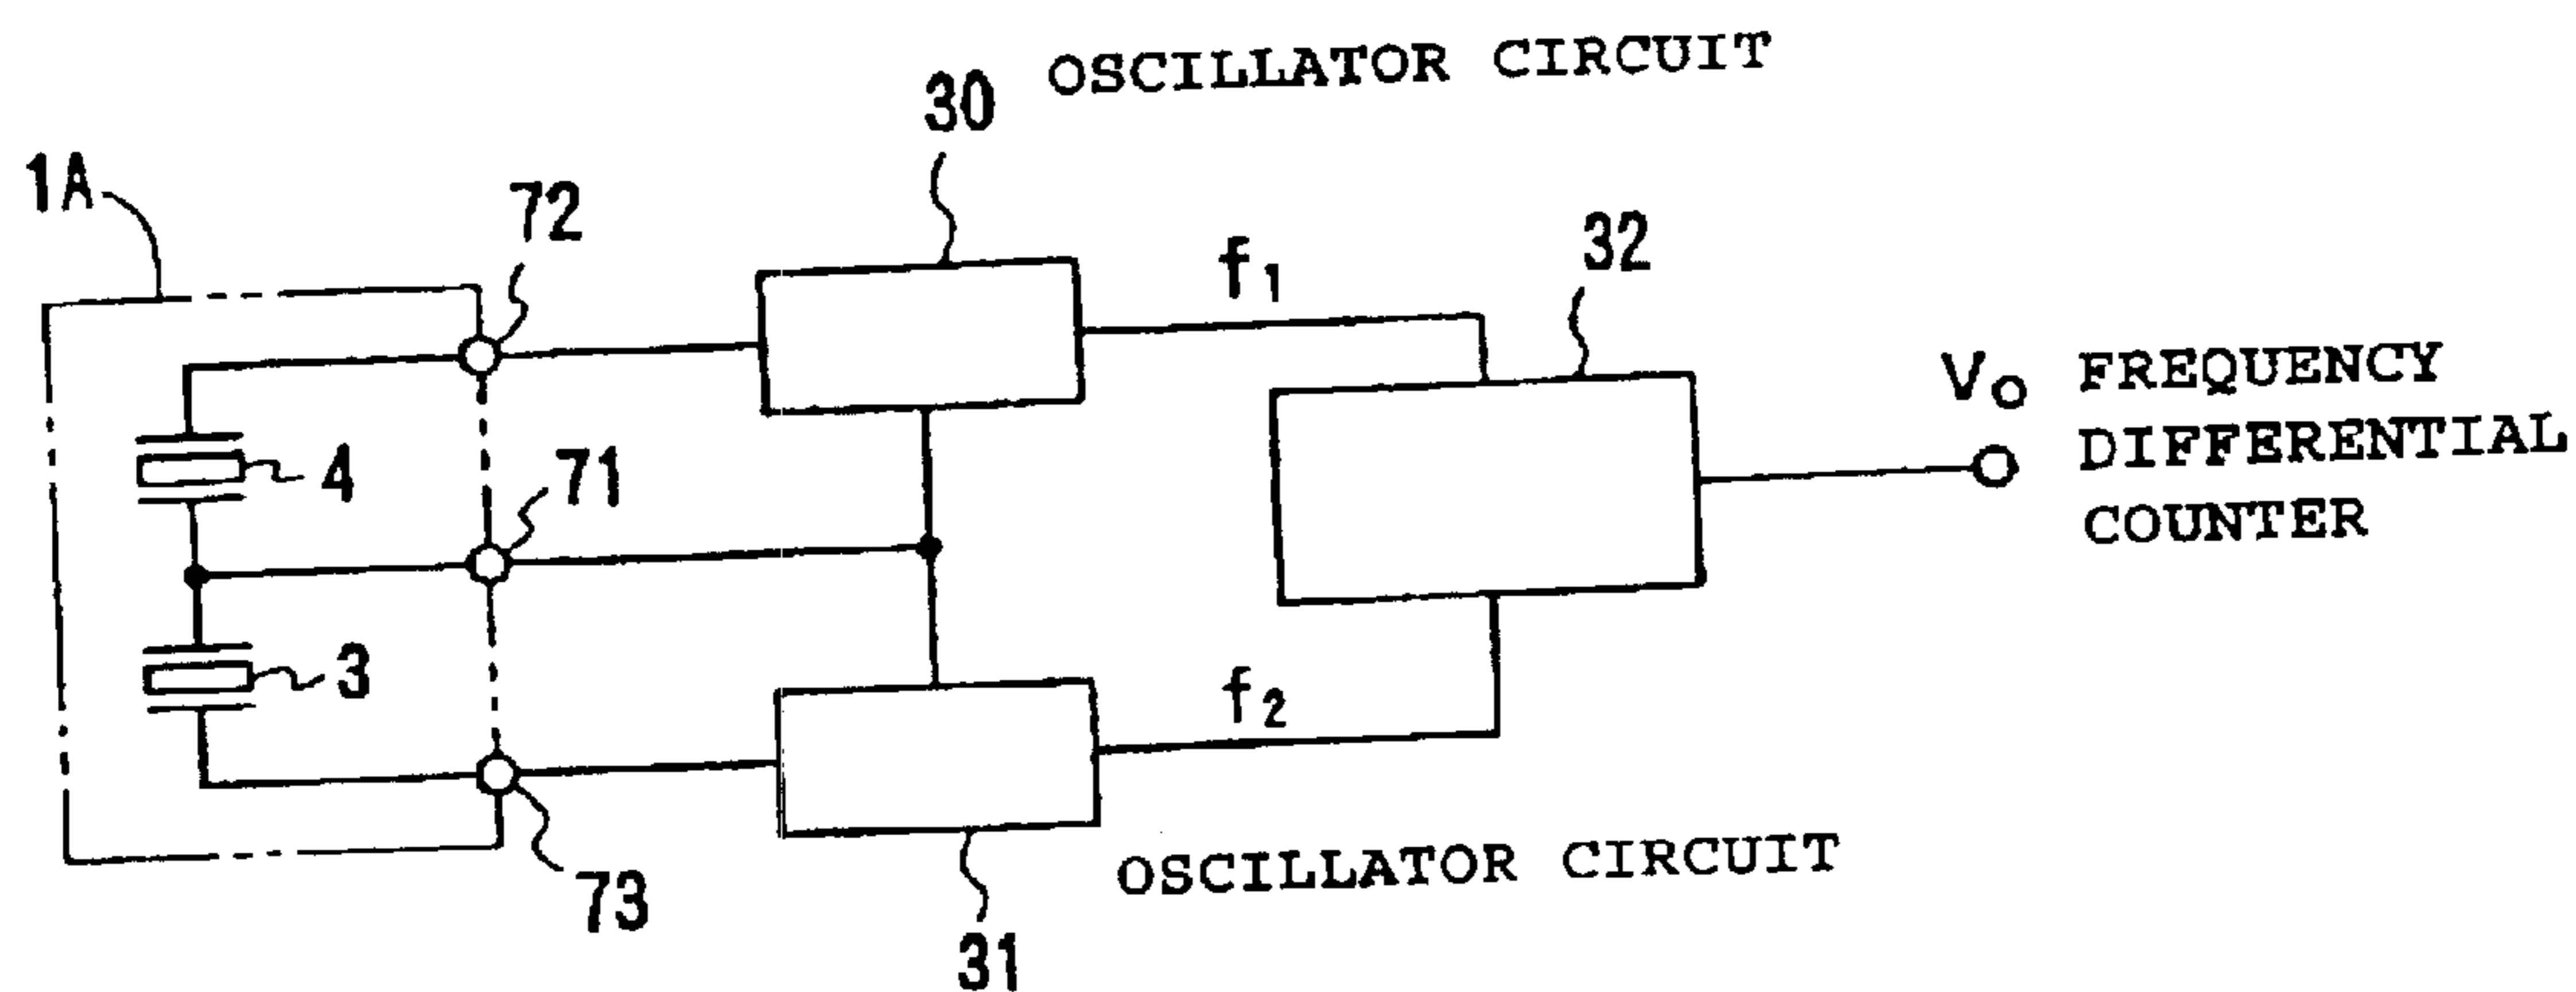 OSCILLATOR CIRCUIT
30
1A
72
f1
32
Vo FREQUENCY
DIFFERENTIAL
COUNTER
4
71
3
f2
73
OSCILLATOR CIRCUIT
31